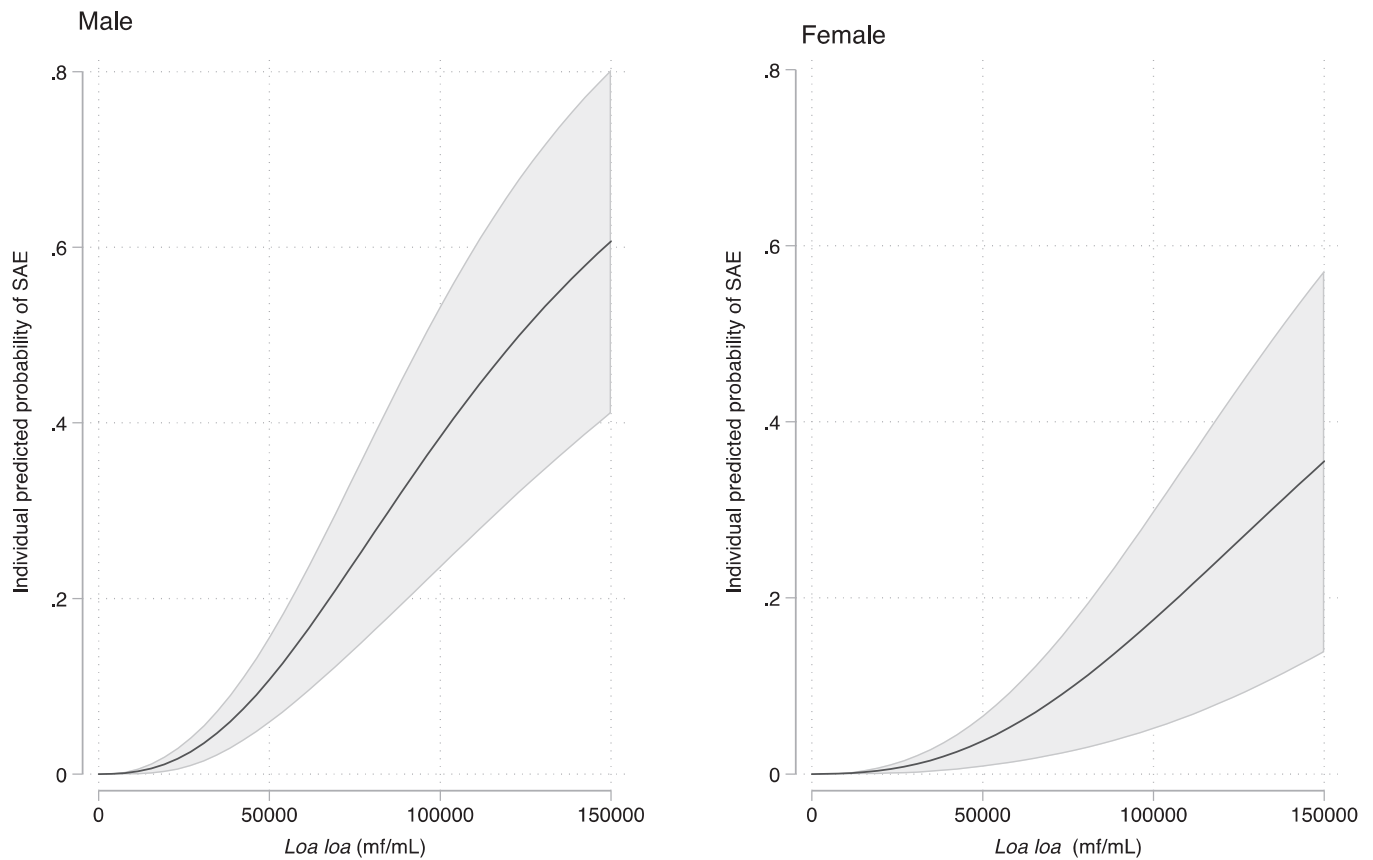 Male
.8
.6
.4
.2
0
Individual predicted probability of SAE
0 50000 100000 150000
Loa loa (mf/mL)
Female
.8
.6
.4
.2
0
Individual predicted probability of SAE
0 50000 100000 150000
Loa loa (mf/mL)